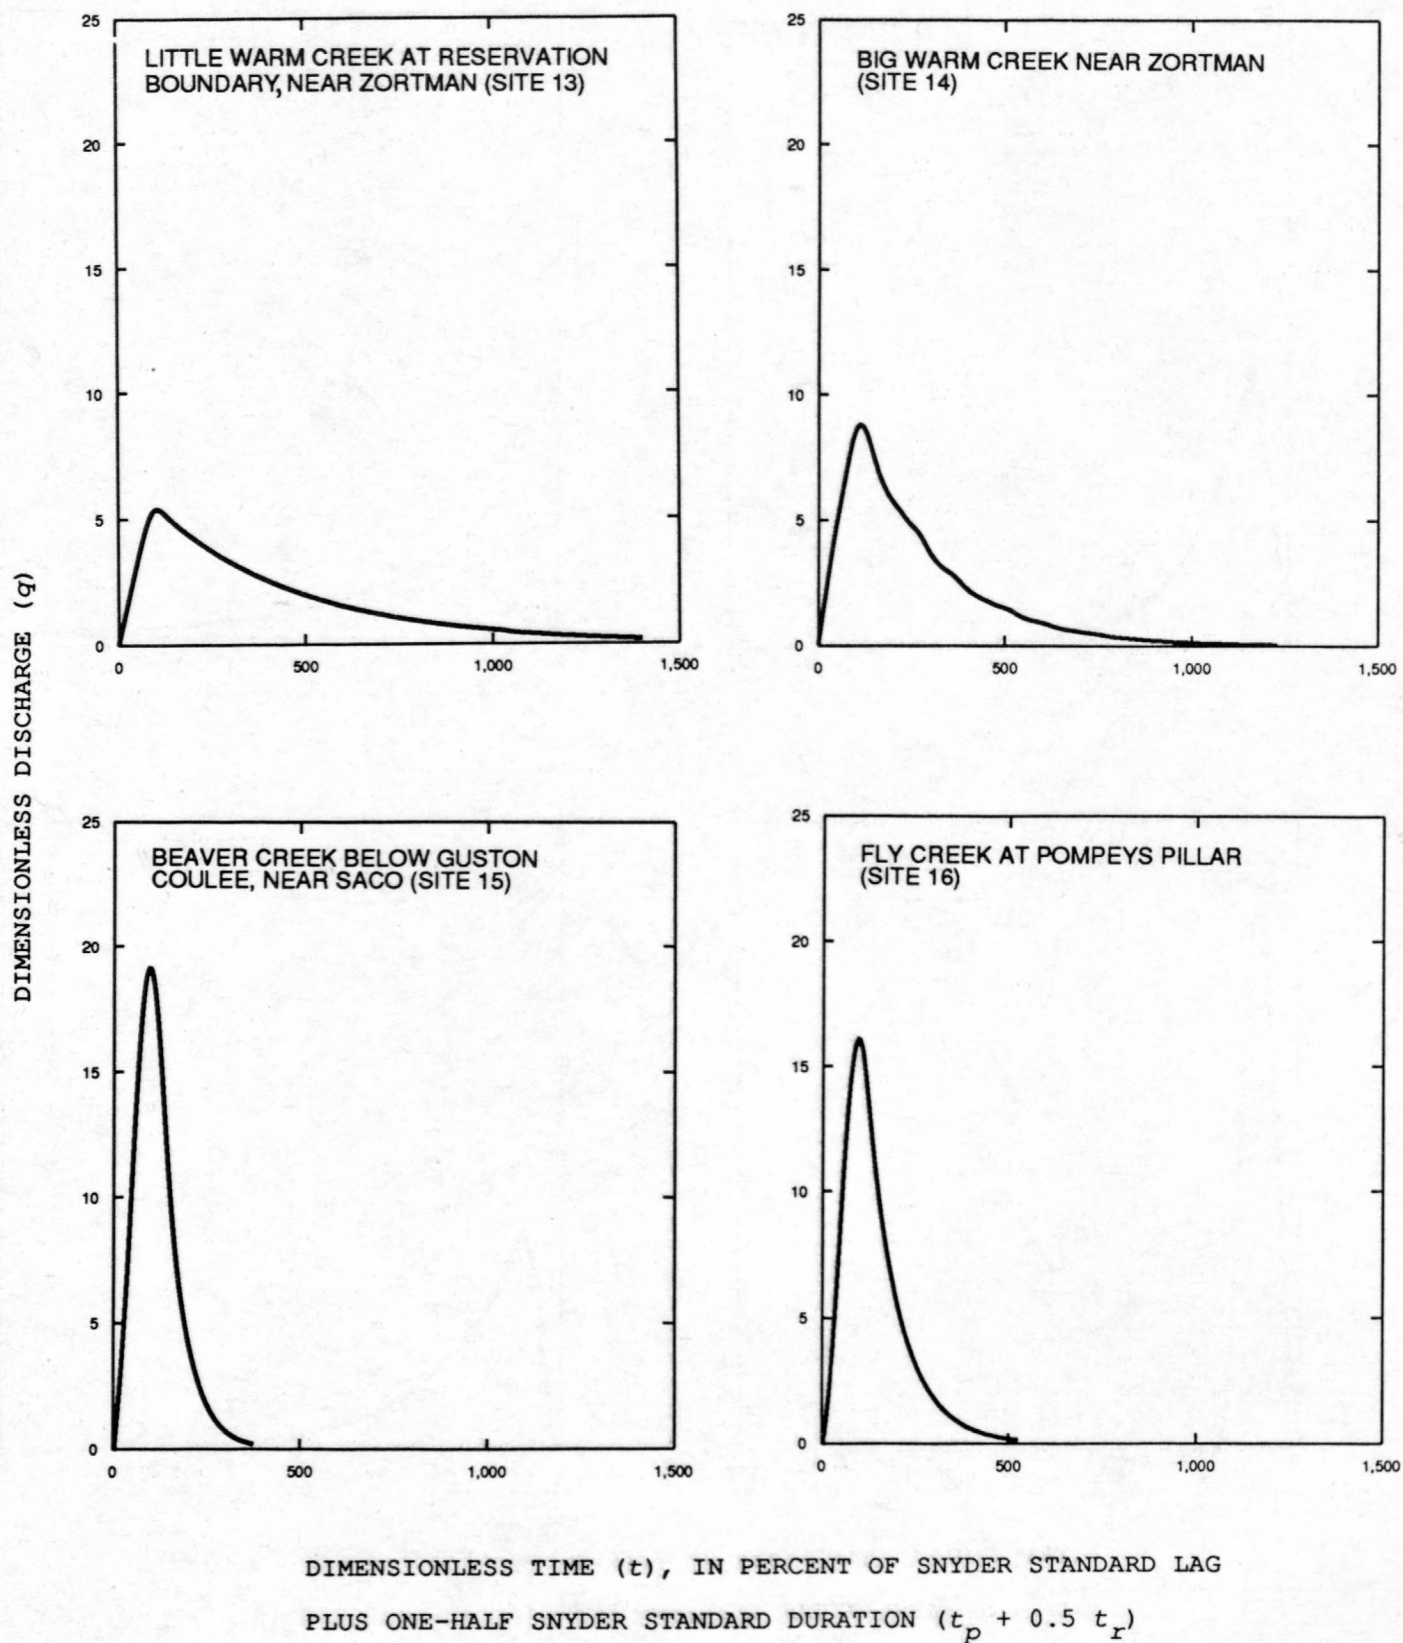 25
20
15
10
5
0
LITTLE WARM CREEK AT RESERVATION
BOUNDARY, NEAR ZORTMAN (SITE 13)
0 500 1,000 1,500
25
20
15
10
5
0
BIG WARM CREEK NEAR ZORTMAN
(SITE 14)
0 500 1,000 1,500
DIMENSIONLESS DISCHARGE (q)
25
20
15
10
5
0
BEAVER CREEK BELOW GUSTON
COULEE, NEAR SACO (SITE 15)
0 500 1,000 1,500
25
20
15
10
5
0
FLY CREEK AT POMPEYS PILLAR
(SITE 16)
0 500 1,000 1,500
DIMENSIONLESS TIME (t), IN PERCENT OF SNYDER STANDARD LAG
PLUS ONE-HALF SNYDER STANDARD DURATION (t_p + 0.5 t_r)